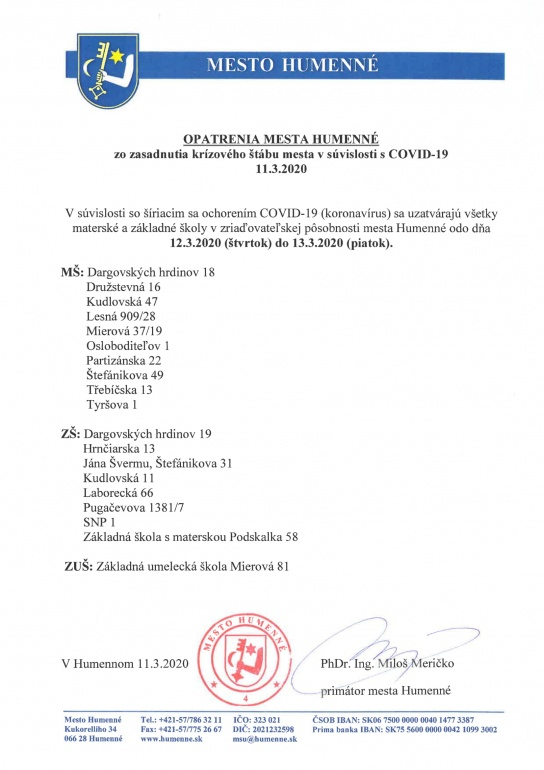 MESTO HUMENNÉ
OPATRENIA MESTA HUMENNÉ
zo zasadnutia krízového štábu mesta v súvislosti s COVID-19
11.3.2020
V súvislosti so šíriacim sa ochorením COVID-19 (koronavírus) sa uzatvárajú všetky
materské a základné školy v zriaďovateľskej pôsobnosti mesta Humenné odo dňa
12.3.2020 (štvrtok) do 13.3.2020 (piatok).
MŠ: Dargovských hrdinov 18
Družstevná 16
Kudlovská 47
Lesná 909/28
Mierová 37/19
Osloboditeľov 1
Partizánska 22
Štefánikova 49
Třebíčska 13
Tyršova 1
ZŠ: Dargovských hrdinov 19
Hrnčiarska 13
Jána Švermu, Štefánikova 31
Kudlovská 11
Laborecká 66
Pugačevova 1381/7
SNP 1
Základná škola s materskou Podskalka 58
ZUŠ: Základná umelecká škola Mierová 81
MESTO HUMENNÉ
4
V Humennom 11.3.2020
PhDr. Ing. Miloš Meričko
primátor mesta Humenné
Mesto Humenné Tel.: +421-57/786 32 11 IČO: 323 021 ČSOB IBAN: SK06 7500 0000 0040 1477 3387
Kukorelliho 34 Fax: +421-57/775 26 67 DIČ: 2021232598 Prima banka IBAN: SK75 5600 0000 0042 1099 3002
066 28 Humenné www.humenne.sk msu@humenne.sk